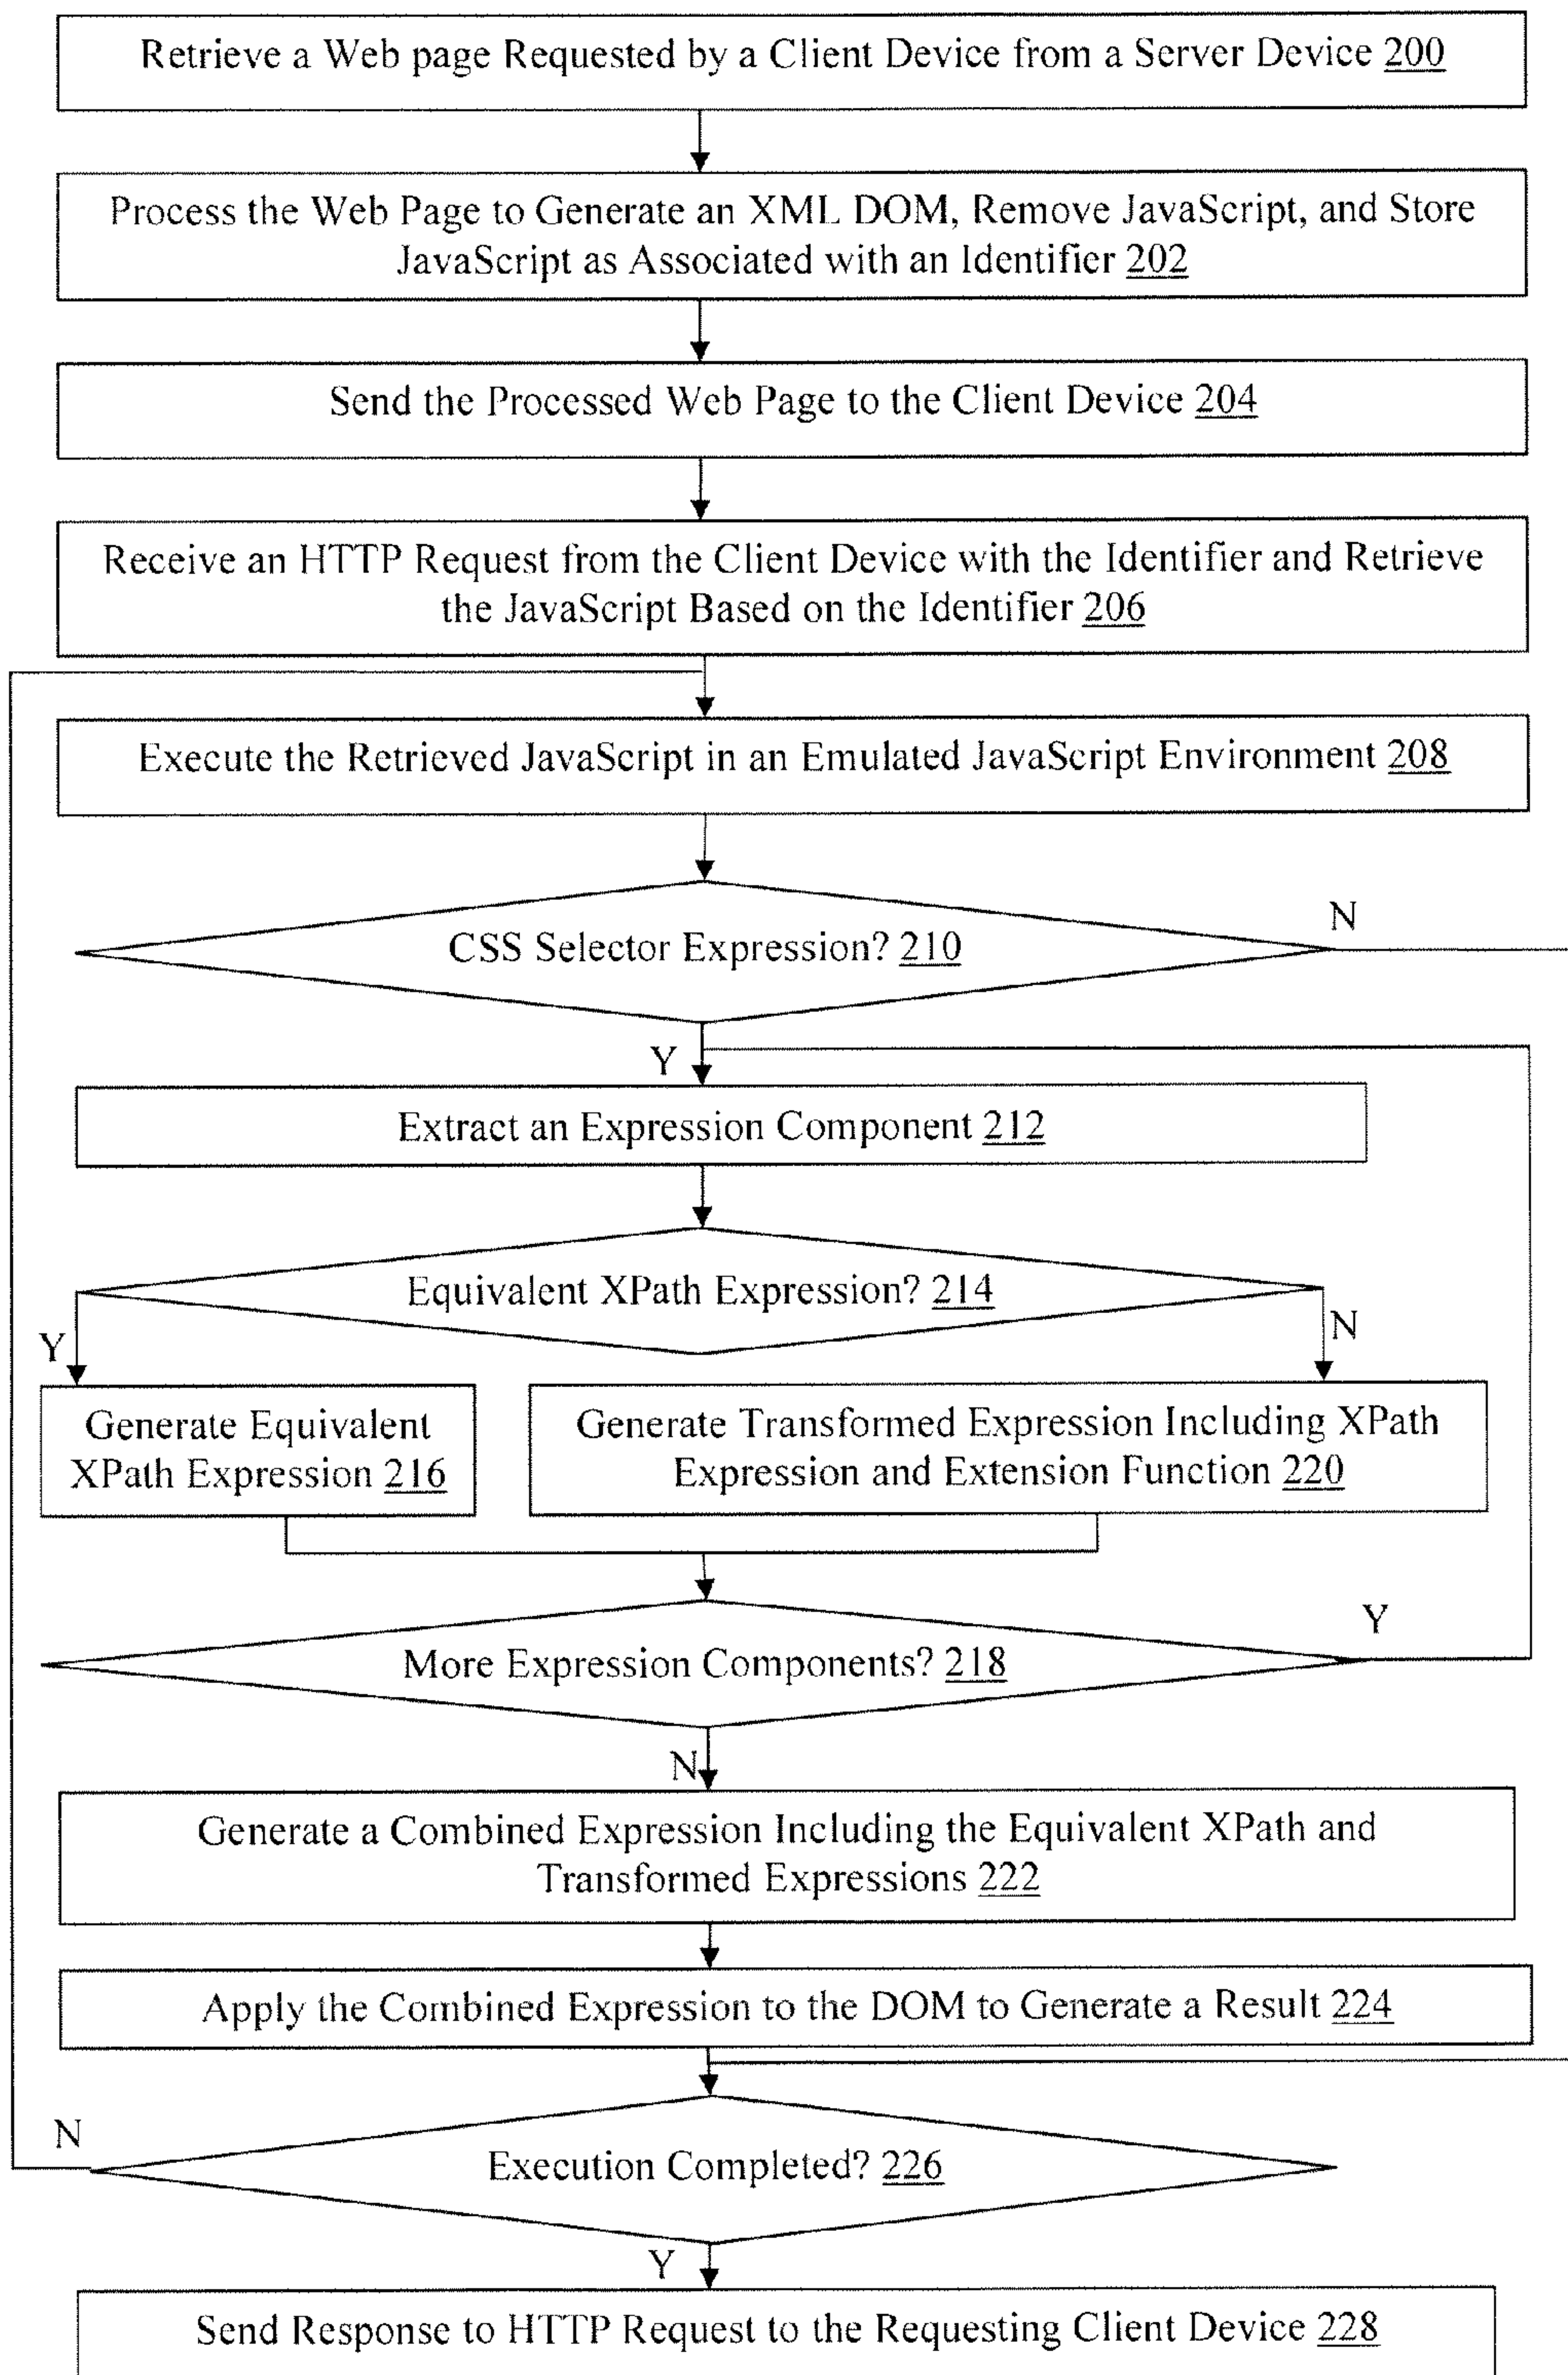 Retrieve a Web page Requested by a Client Device from a Server Device 200
Process the Web Page to Generate an XML DOM, Remove JavaScript, and Store
JavaScript as Associated with an Identifier 202
Send the Processed Web Page to the Client Device 204
Receive an HTTP Request from the Client Device with the Identifier and Retrieve
the JavaScript Based on the Identifier 206
Execute the Retrieved JavaScript in an Emulated JavaScript Environment 208
N
CSS Selector Expression? 210
Y
Extract an Expression Component 212
Equivalent XPath Expression? 214
Y
N
Generate Equivalent
XPath Expression 216
Generate Transformed Expression Including XPath
Expression and Extension Function 220
Y
More Expression Components? 218
N
Generate a Combined Expression Including the Equivalent XPath and
Transformed Expressions 222
Apply the Combined Expression to the DOM to Generate a Result 224
N
Execution Completed? 226
Y
Send Response to HTTP Request to the Requesting Client Device 228